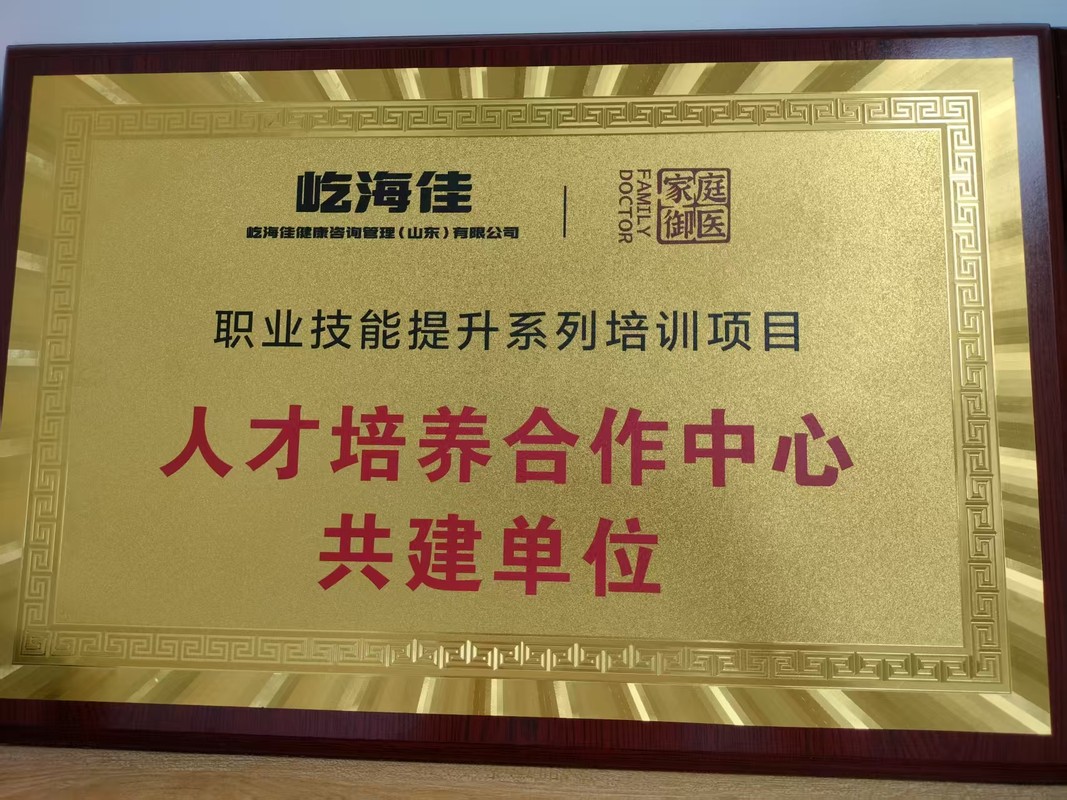 屹海佳
屹海佳健康咨询管理(山东)有限公司
FAMILY
DOCTOR
家庭
御医
职业技能提升系列培训项目
人才培养合作中心
共建单位